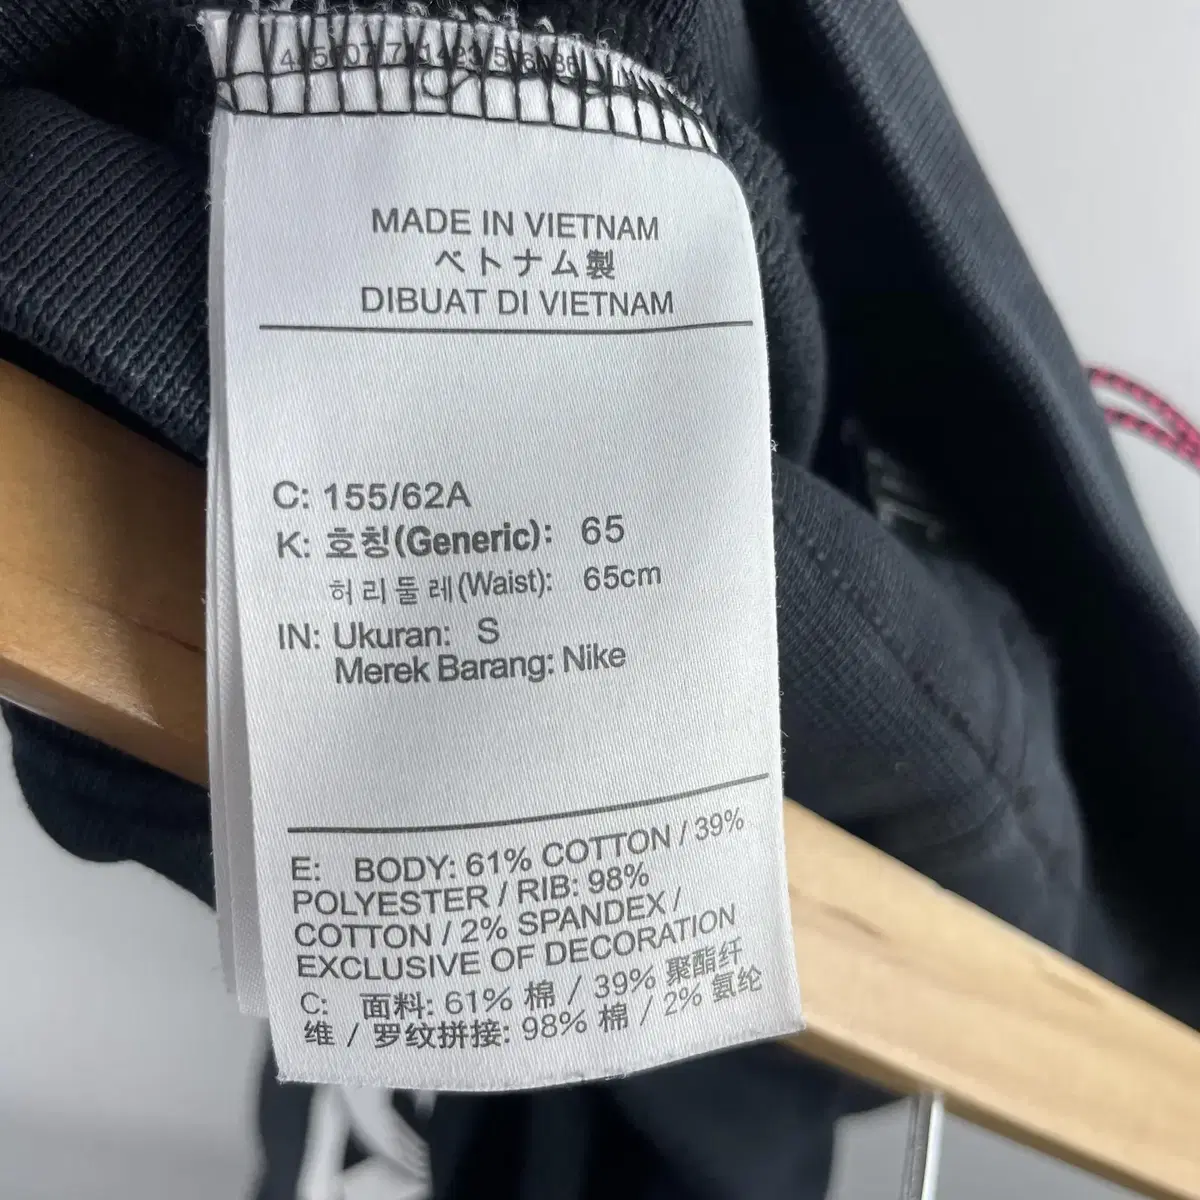 MADE IN VIETNAM
ベトナム製
DIBUAT DI VIETNAM
C: 155/62A
K: 호칭(Generic): 65
허리둘레(Waist): 65cm
IN: Ukuran: S
Merek Barang: Nike
E: BODY: 61% COTTON / 39%
POLYESTER / RIB: 98%
COTTON / 2% SPANDEX /
EXCLUSIVE OF DECORATION
C: 面料: 61% 棉 / 39% 聚酯纤
维 / 罗纹拼接: 98% 棉 / 2% 氨纶